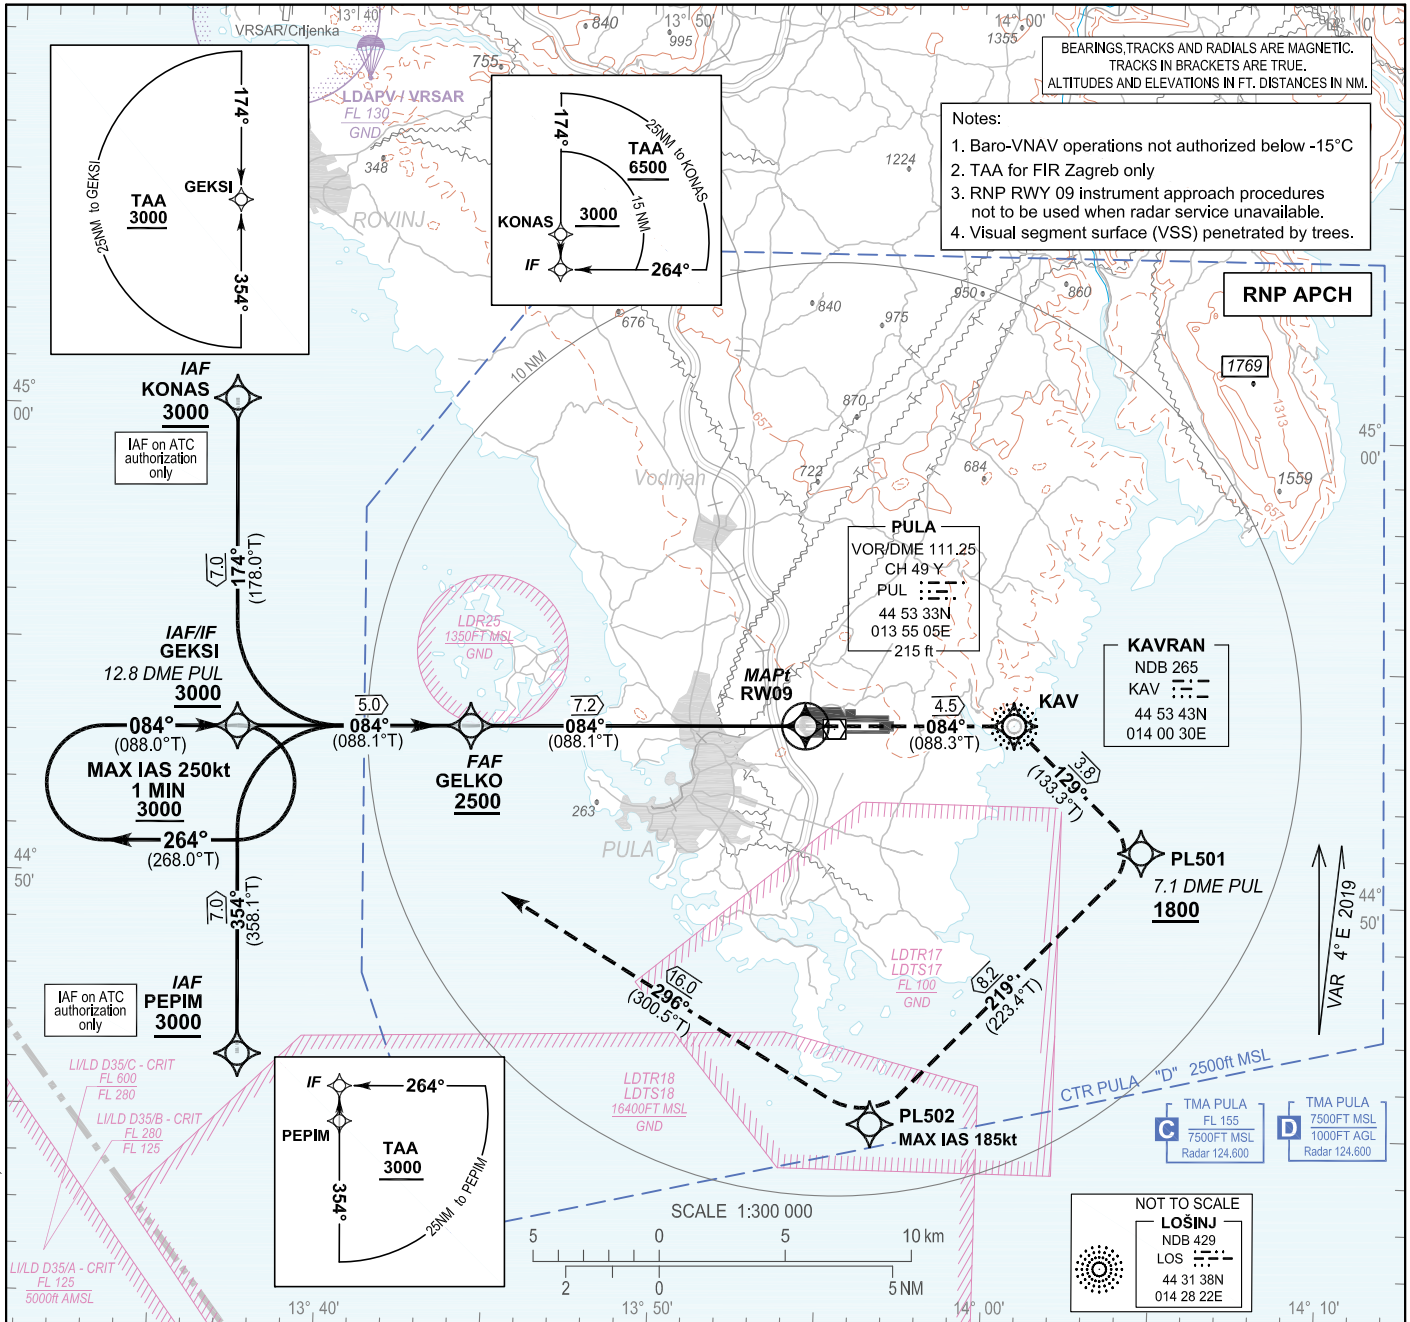 13° 40'
13° 50'
14° 00'
14° 10'
VRSAR/Crljenka
840
995
1355
755
BEARINGS,TRACKS AND RADIALS ARE MAGNETIC.
TRACKS IN BRACKETS ARE TRUE.
ALTITUDES AND ELEVATIONS IN FT. DISTANCES IN NM.
LDAPV / VRSAR
FL 130
GND
348
ROVINJ
174°
GEKSI
TAA
3000
25NM to GEKSI
354°
174°
25NM to KONAS
TAA
6500
15 NM
KONAS
3000
IF
264°
Notes:
1. Baro-VNAV operations not authorized below -15°C
2. TAA for FIR Zagreb only
3. RNP RWY 09 instrument approach procedures
not to be used when radar service unavailable.
4. Visual segment surface (VSS) penetrated by trees.
RNP APCH
1224
676
840
975
950
860
1769
1313
1559
657
10 NM
870
657
722
684
Vodnjan
45°
00'
45°
00'
IAF
KONAS
3000
IAF on ATC
authorization
only
7.0
174°
(178.0°T)
IAF/IF
GEKSI
12.8 DME PUL
3000
084°
(088.0°T)
MAX IAS 250kt
1 MIN
3000
264°
(268.0°T)
7.0
354°
(358.1°T)
IAF
PEPIM
3000
IAF on ATC
authorization
only
5.0
084°
(088.1°T)
LDR25
1350FT MSL
GND
FAF
GELKO
2500
7.2
084°
(088.1°T)
263
PULA
PULA
VOR/DME 111.25
CH 49 Y
PUL
44 53 33N
013 55 05E
215 ft
MAPt
RW09
4.5
084°
(088.3°T)
KAV
KAVRAN
NDB 265
KAV
44 53 43N
014 00 30E
3.8
129°
(133.3°T)
PL501
7.1 DME PUL
1800
8.2
219°
(223.4°T)
PL502
MAX IAS 185kt
16.0
296°
(300.5°T)
LDTR17
LDTS17
FL 100
GND
LDTR18
LDTS18
16400FT MSL
GND
44°
50'
44°
50'
VAR 4° E 2019
CTR PULA "D" 2500ft MSL
C
TMA PULA
FL 155
7500FT MSL
Radar 124,600
D
TMA PULA
7500FT MSL
1000FT AGL
Radar 124,600
LI/LD D35/C - CRIT
FL 600
FL 280
LI/LD D35/B - CRIT
FL 280
FL 125
LI/LD D35/A - CRIT
FL 125
5000ft AMSL
IF
264°
PEPIM
TAA
3000
354°
25NM to PEPIM
SCALE 1:300 000
5
0
5
10 km
2
0
5 NM
NOT TO SCALE
LOŠINJ
NDB 429
LOS
44 31 38N
014 28 22E
13° 40'
13° 50'
14° 00'
14° 10'